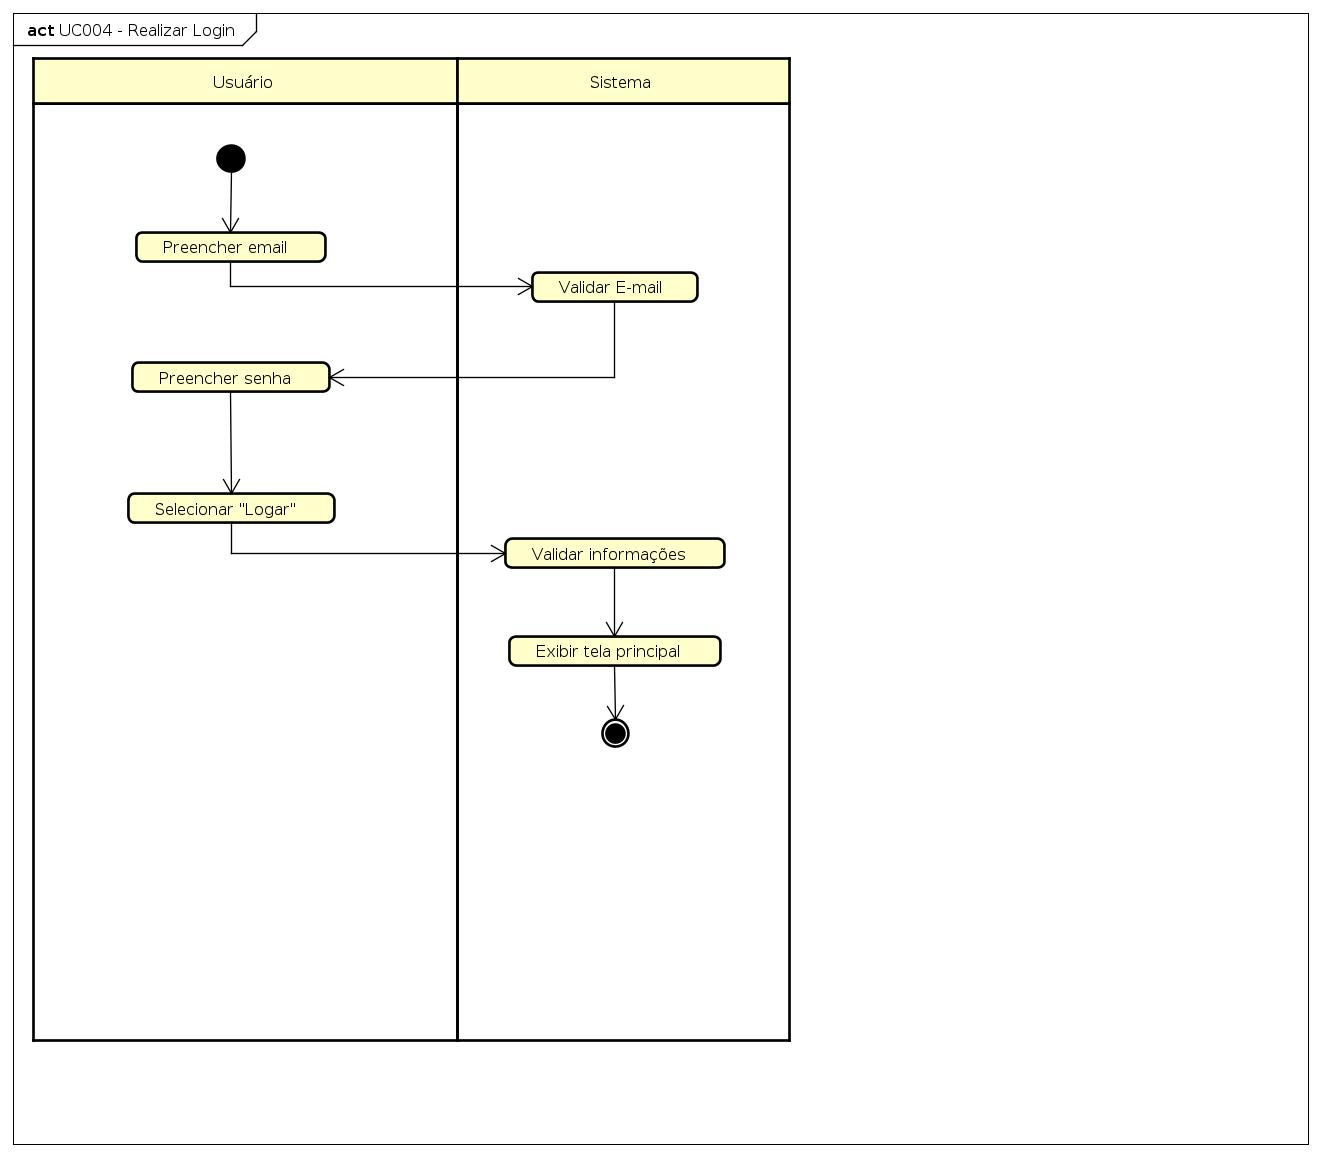 act UC004 - Realizar Login
Usuário
Sistema
Preencher email
Validar E-mail
Preencher senha
Selecionar "Logar"
Validar informações
Exibir tela principal